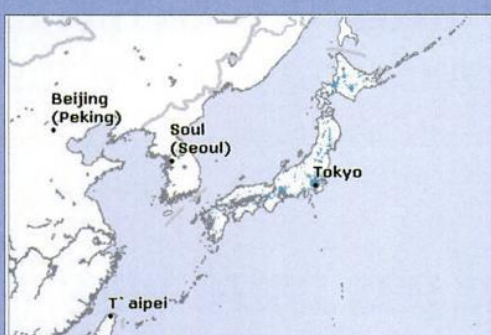 Beijing
(Peking)
Soul
(Seoul)
Tokyo
T`aipei